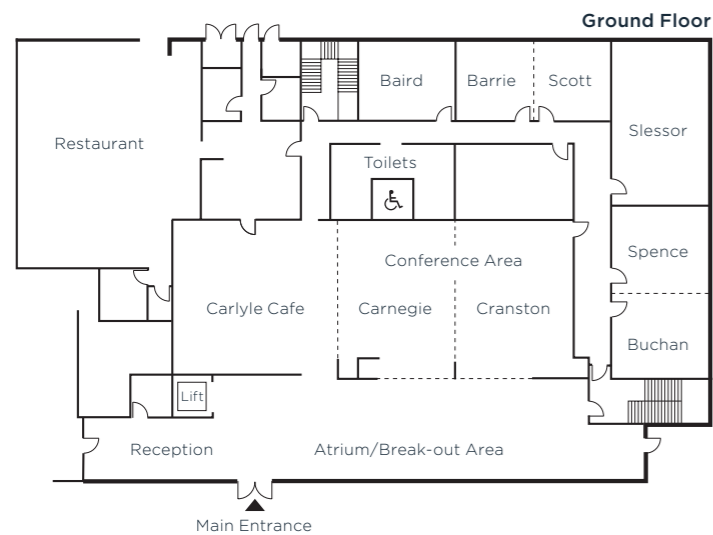 Ground Floor
Baird
Barrie
Scott
Slessor
Restaurant
Toilets
Spence
Conference Area
Carlyle Cafe
Carnegie
Cranston
Buchan
Lift
Reception
Atrium/Break-out Area
Main Entrance